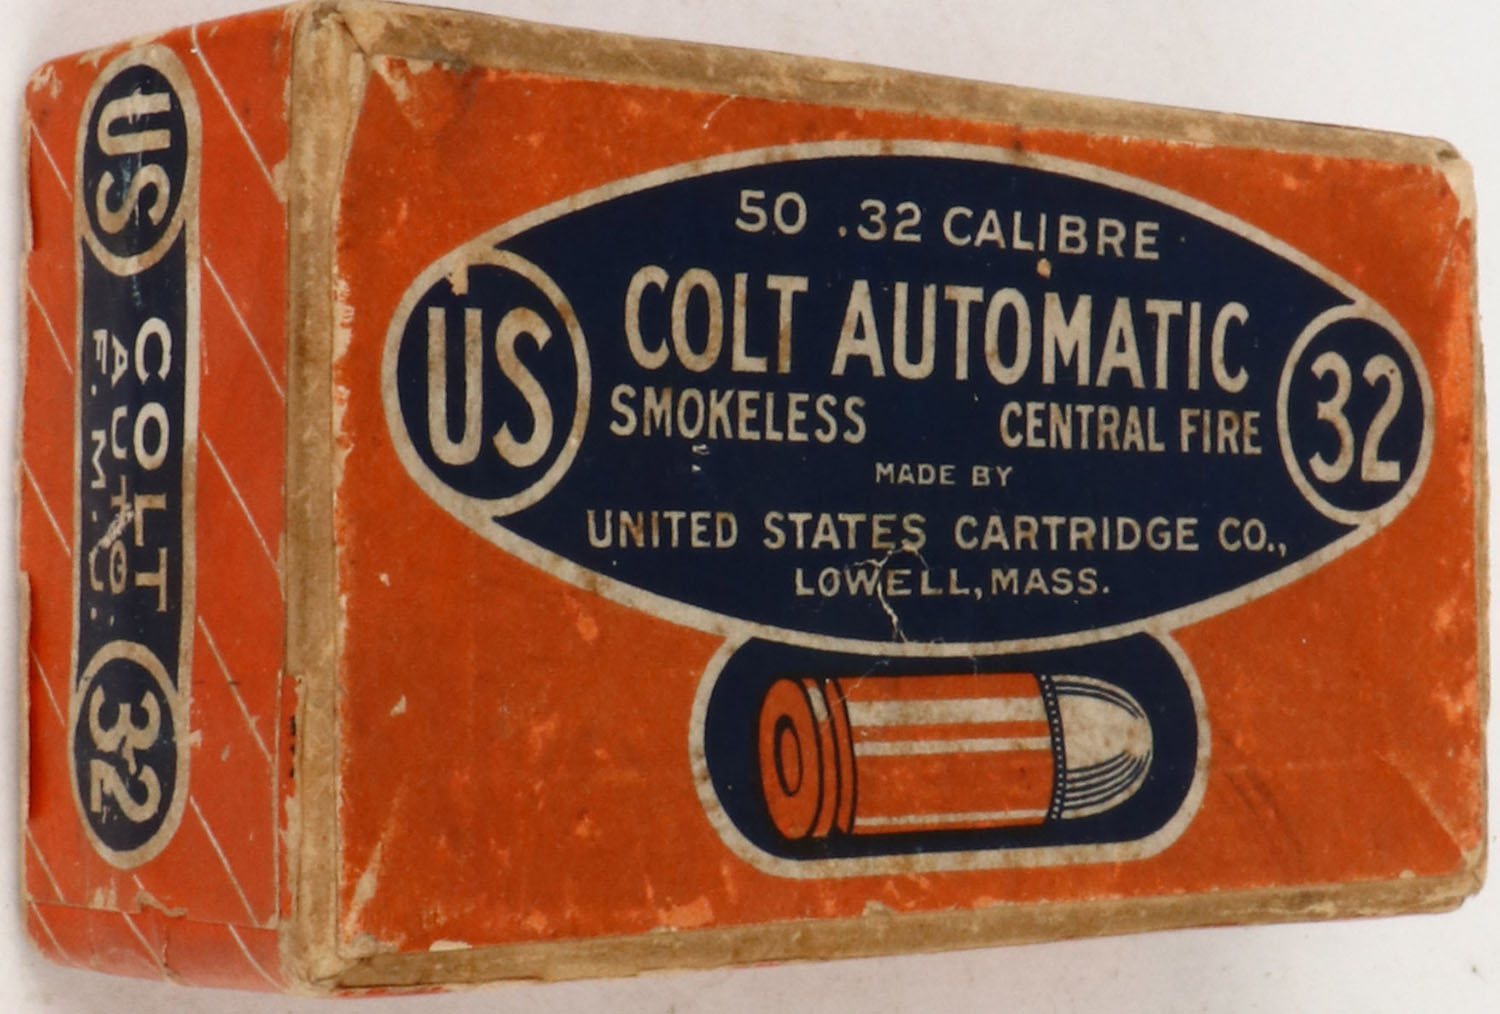 50 .32 CALIBRE
COLT AUTOMATIC
SMOKELESS CENTRAL FIRE
MADE BY
UNITED STATES CARTRIDGE CO.,
LOWELL, MASS.
US
32
US
COLT
AUTO
F.M.C.
32